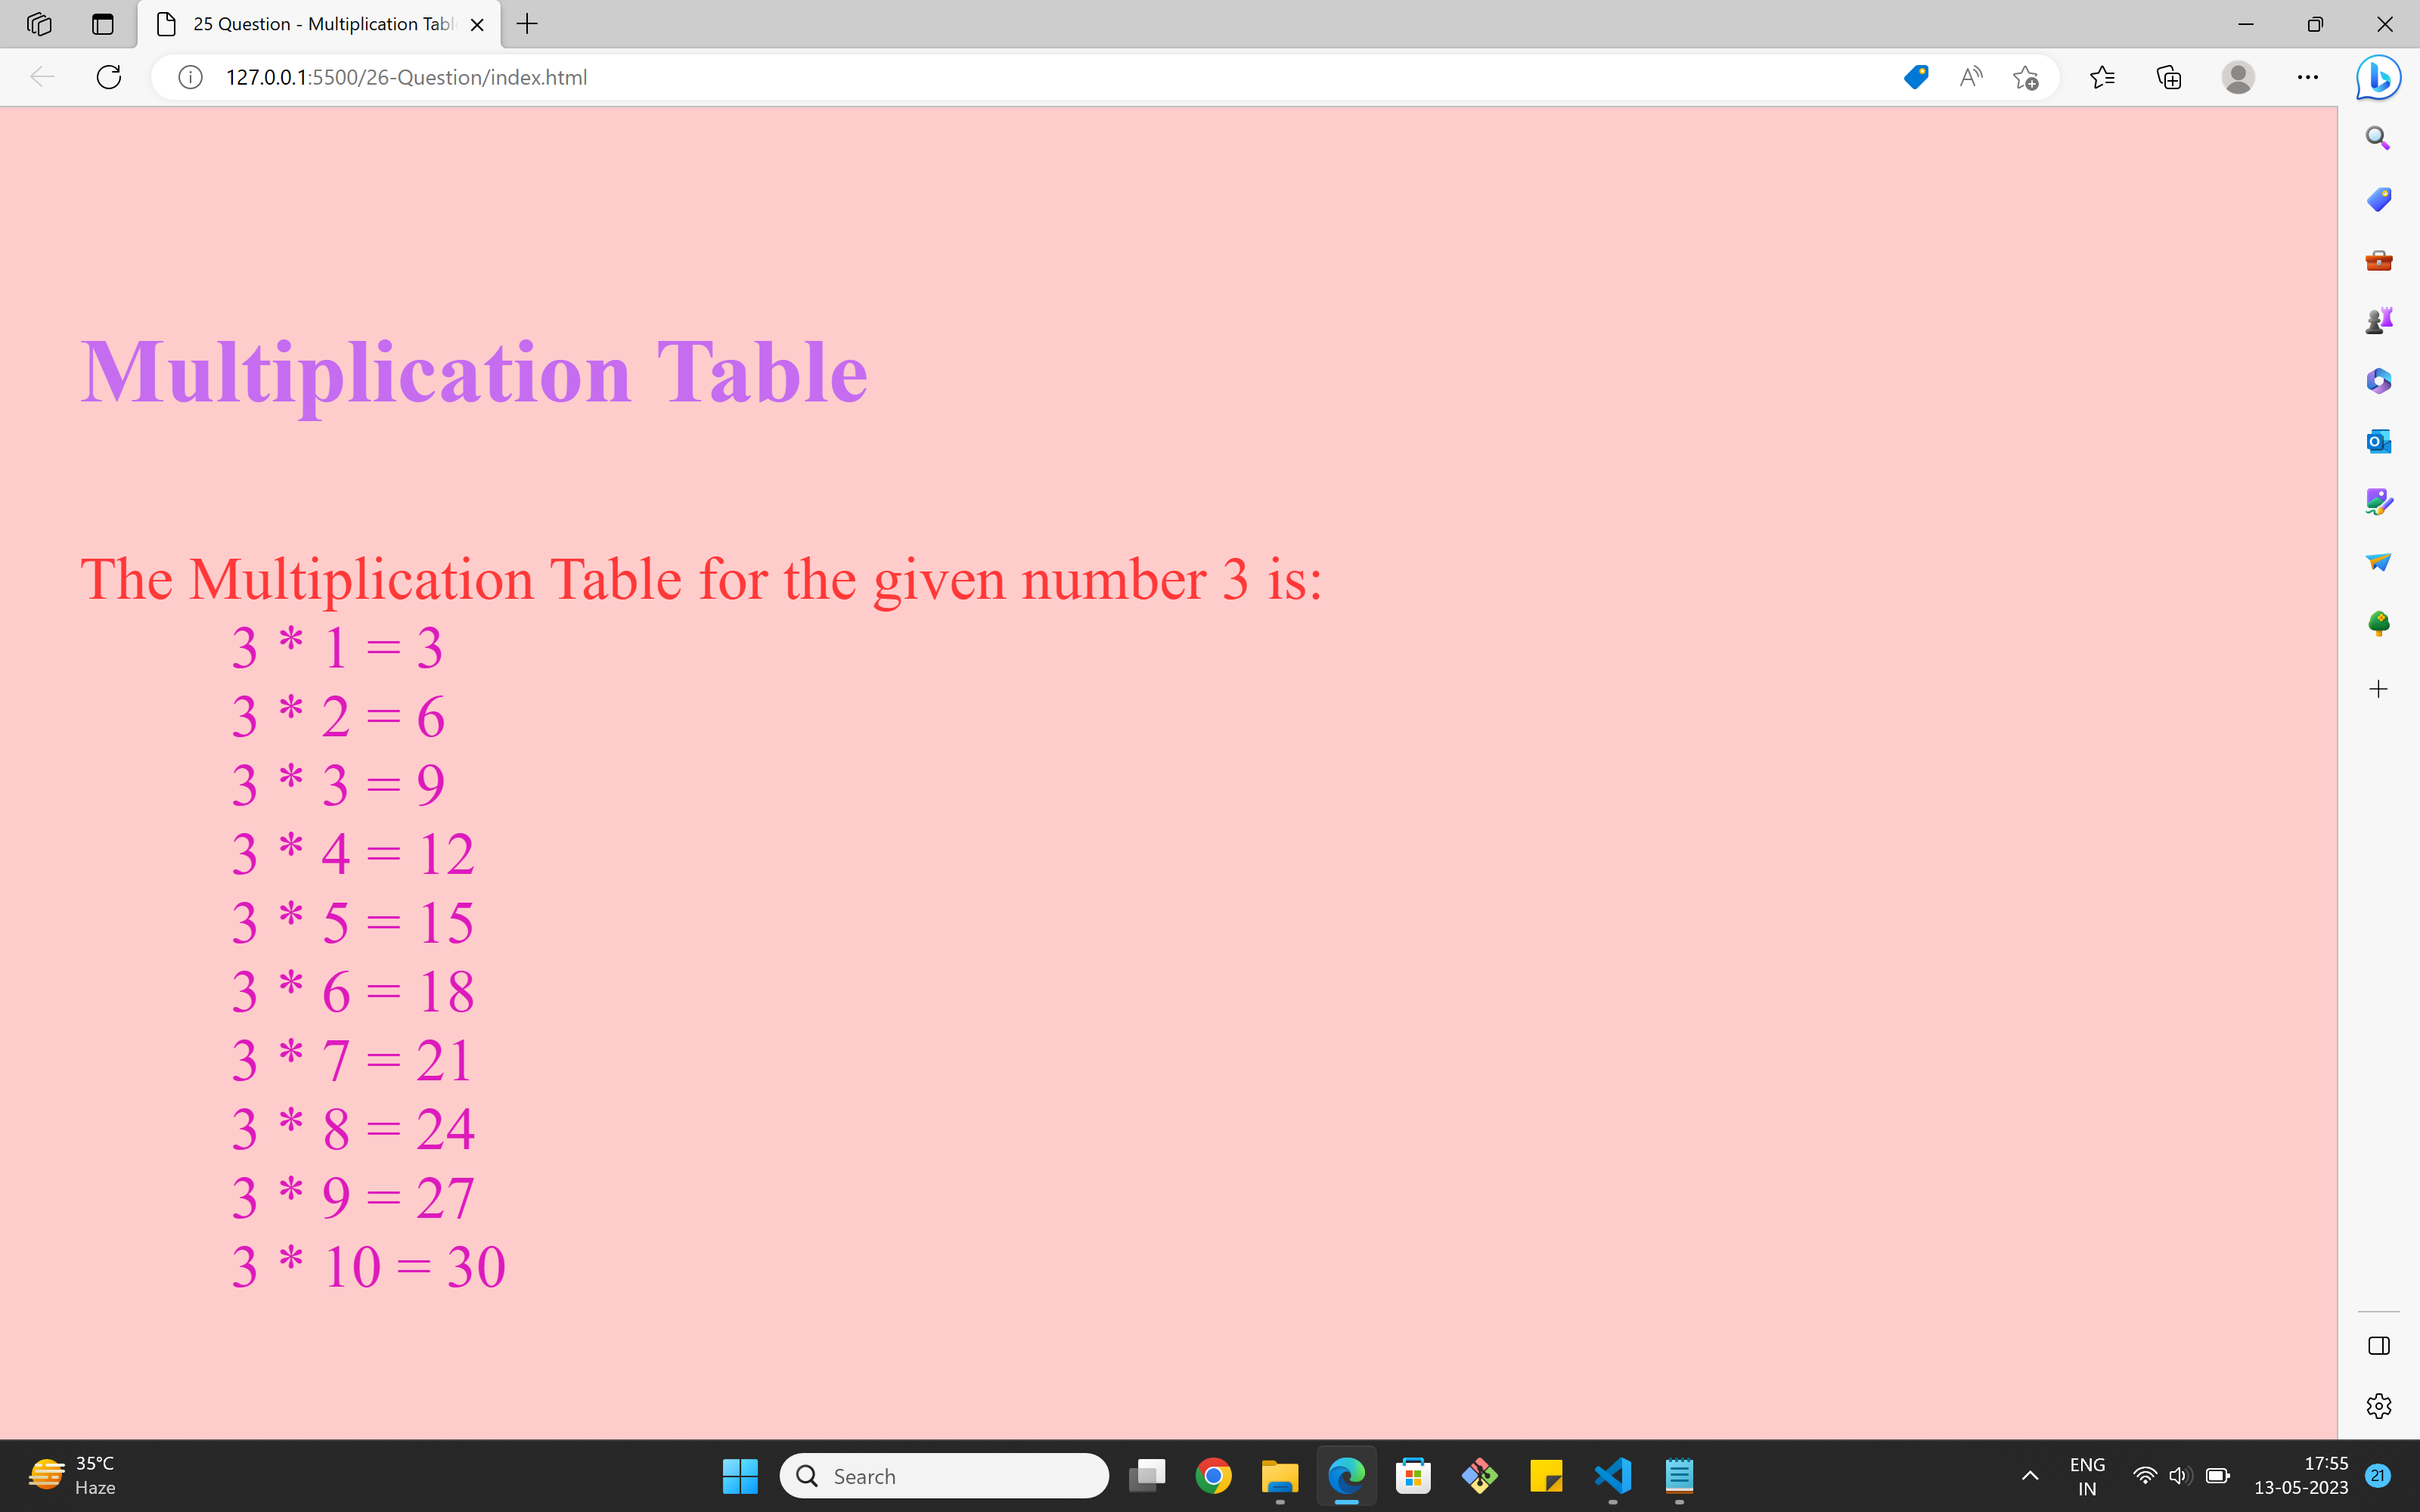 25 Question - Multiplication Tabl
127.0.0.1:5500/26-Question/index.html
Multiplication Table
The Multiplication Table for the given number 3 is:
3 * 1 = 3
3 * 2 = 6
3 * 3 = 9
3 * 4 = 12
3 * 5 = 15
3 * 6 = 18
3 * 7 = 21
3 * 8 = 24
3 * 9 = 27
3 * 10 = 30
35°C
Haze
Search
ENG
IN
17:55
13-05-2023
21